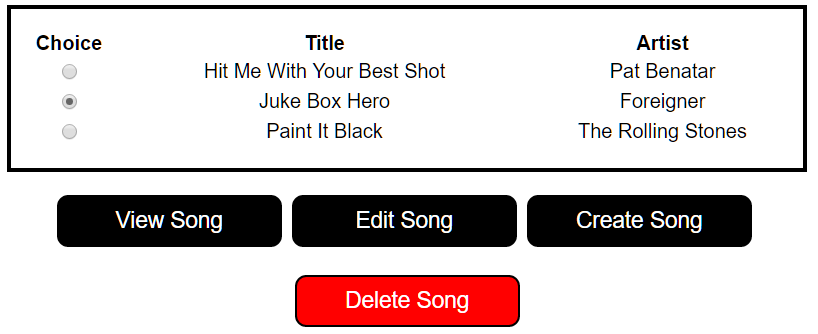 Choice Title Artist
Hit Me With Your Best Shot Pat Benatar
Juke Box Hero Foreigner
Paint It Black The Rolling Stones
View Song Edit Song Create Song
Delete Song